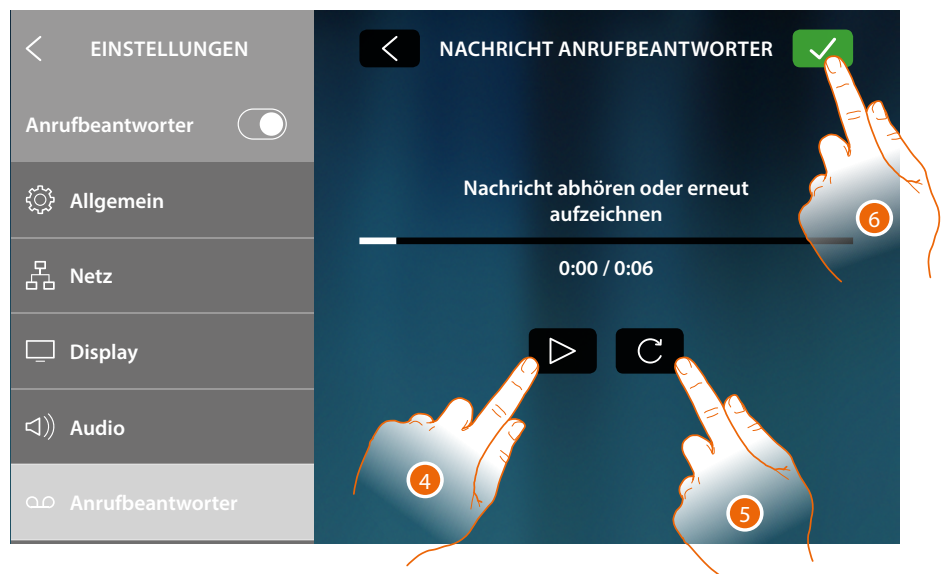 EINSTELLUNGEN
Anrufbeantworter
Allgemein
Netz
Display
Audio
Anrufbeantworter
NACHRICHT ANRUFBEANTWORTER
Nachricht abhören oder erneut
aufzeichnen
0:00 / 0:06
4
5
6